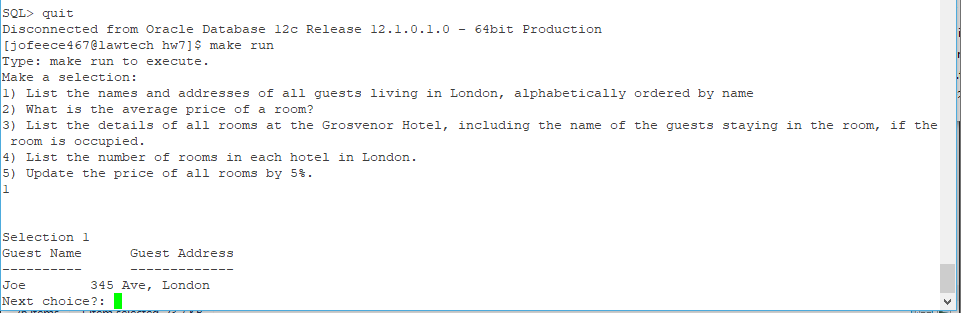 SQL> quit
Disconnected from Oracle Database 12c Release 12.1.0.1.0 - 64bit Production
[jofeece467@lawtech hw7]$ make run
Type: make run to execute.
Make a selection:
1) List the names and addresses of all guests living in London, alphabetically ordered by name
2) What is the average price of a room?
3) List the details of all rooms at the Grosvenor Hotel, including the name of the guests staying in the room, if the
room is occupied.
4) List the number of rooms in each hotel in London.
5) Update the price of all rooms by 5%.
1
Selection 1
Guest Name      Guest Address
----------      -------------
Joe        345 Ave, London
Next choice?: